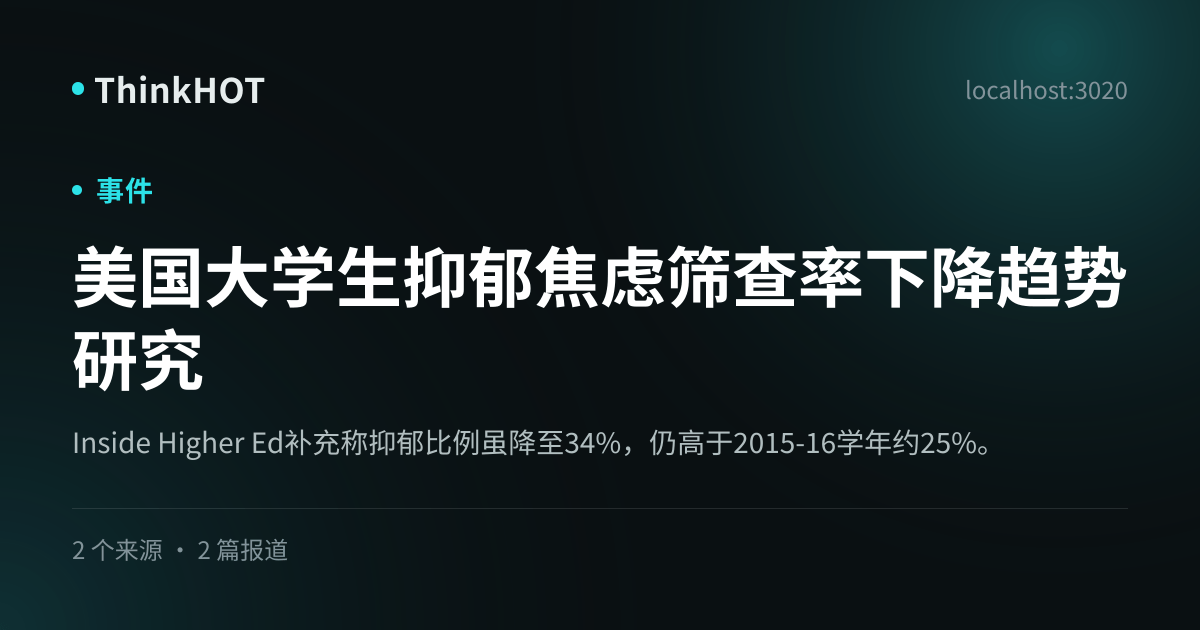 ThinkHOT
localhost:3020
事件
美国大学生抑郁焦虑筛查率下降趋势
研究
Inside Higher Ed补充称抑郁比例虽降至34%，仍高于2015-16学年约25%。
2 个来源 · 2 篇报道